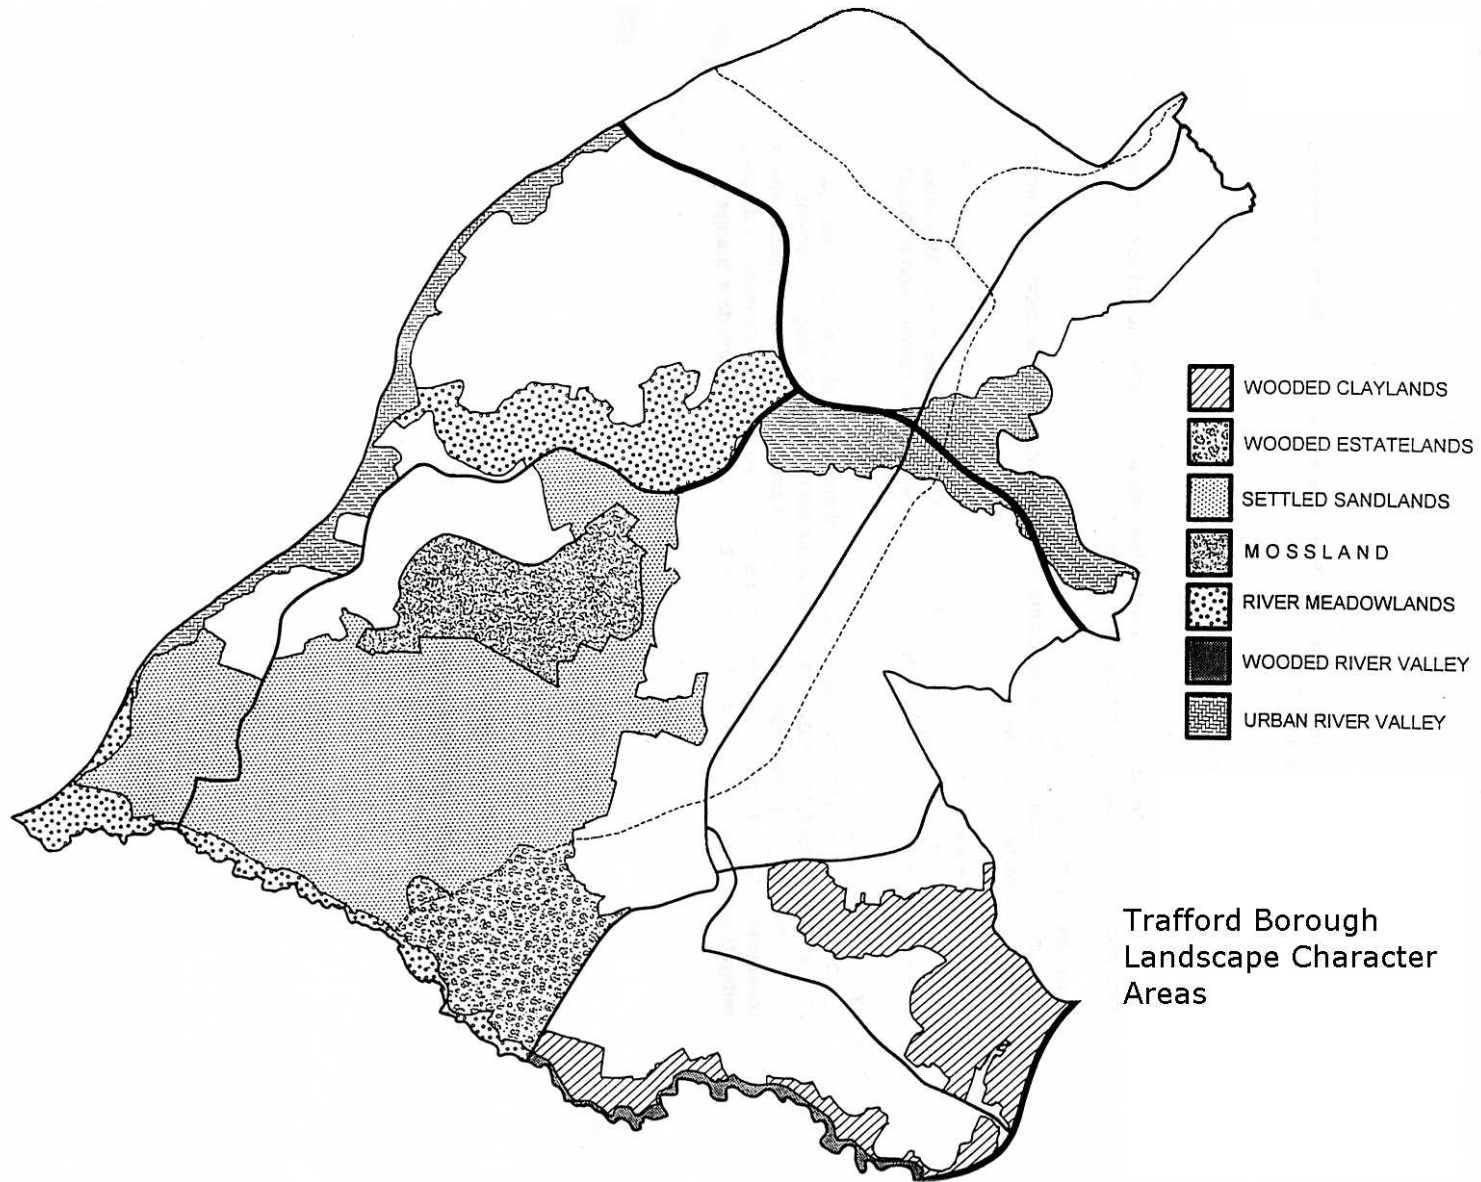 WOODED CLAYLANDS
WOODED ESTATELANDS
SETTLED SANDLANDS
M O S S L A N D
RIVER MEADOWLANDS
WOODED RIVER VALLEY
URBAN RIVER VALLEY
Trafford Borough
Landscape Character
Areas